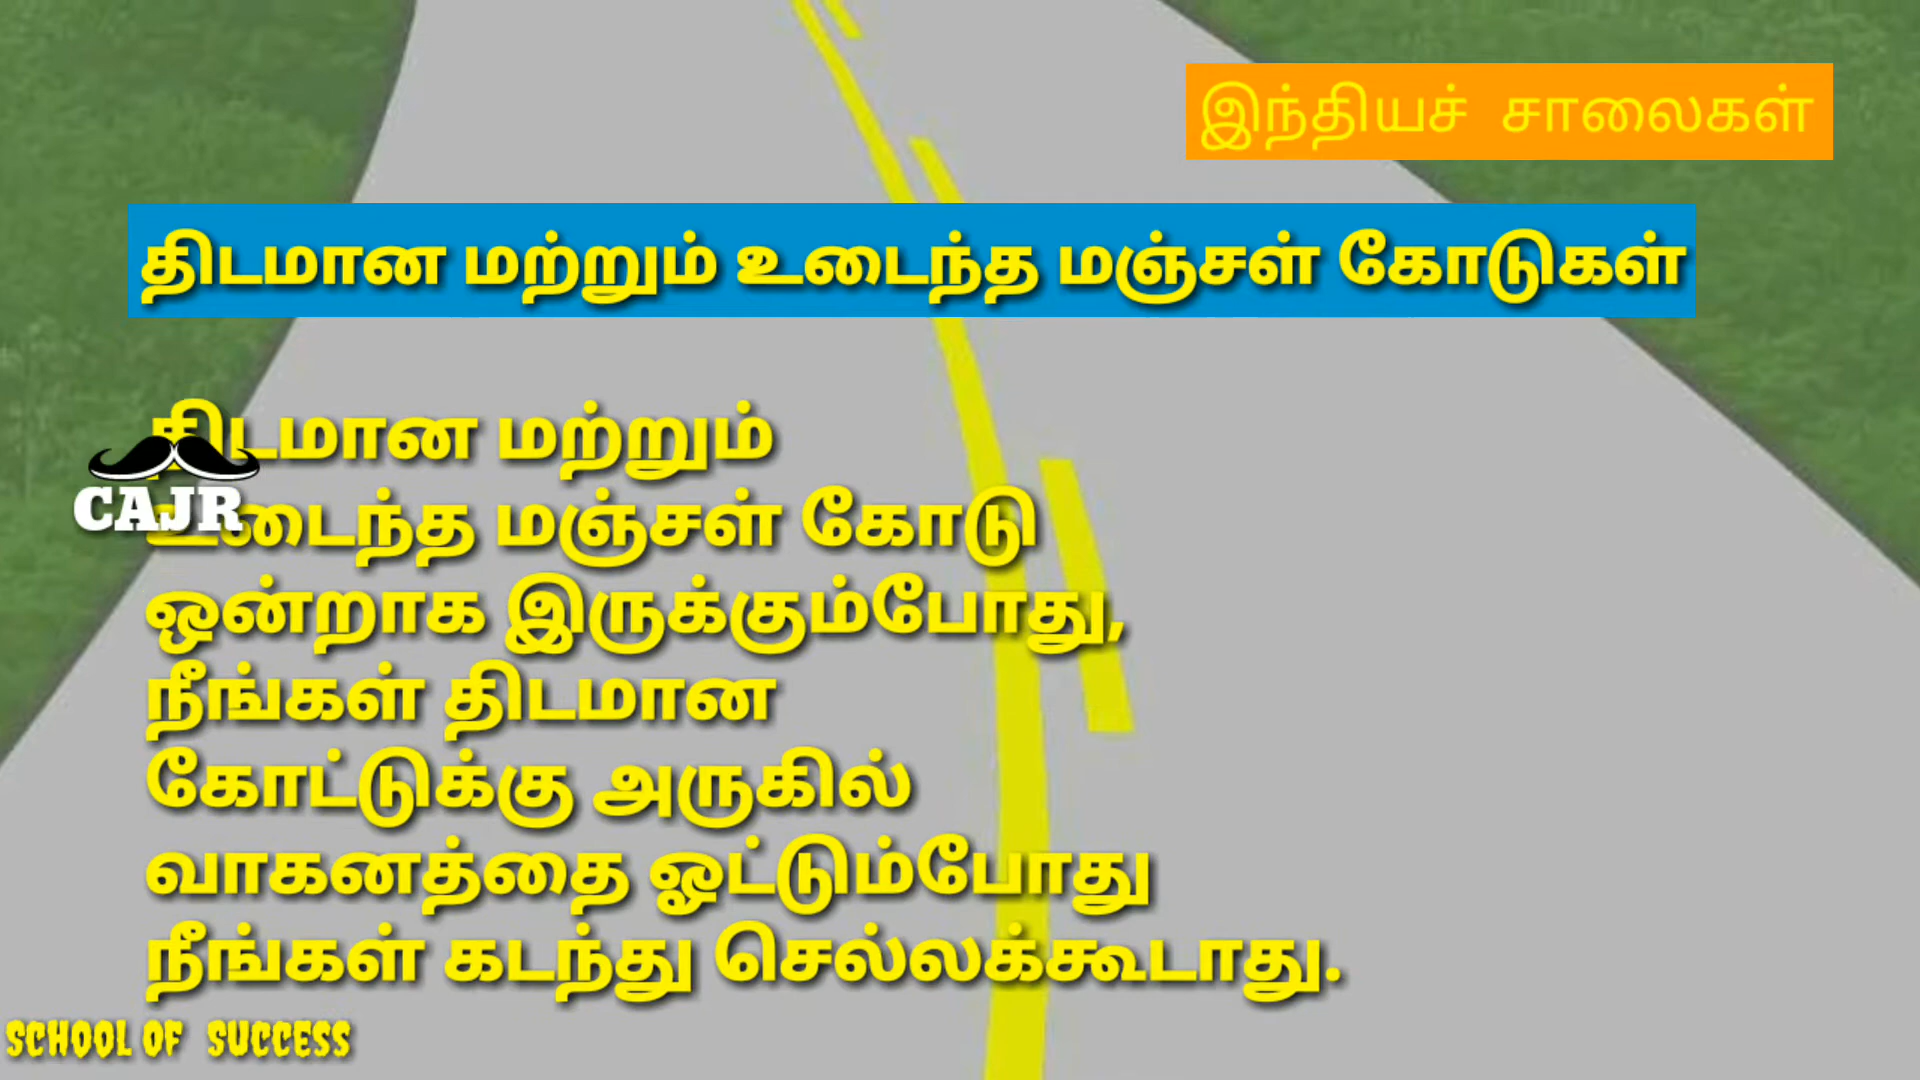 இந்தியச் சாலைகள்
திடமான மற்றும் உடைந்த மஞ்சள் கோடுகள்
திடமான மற்றும்
உடைந்த மஞ்சள் கோடு
ஒன்றாக இருக்கும்போது,
நீங்கள் திடமான
கோட்டுக்கு அருகில்
வாகனத்தை ஓட்டும்போது
நீங்கள் கடந்து செல்லக்கூடாது.
CAJR
SCHOOL OF SUCCESS